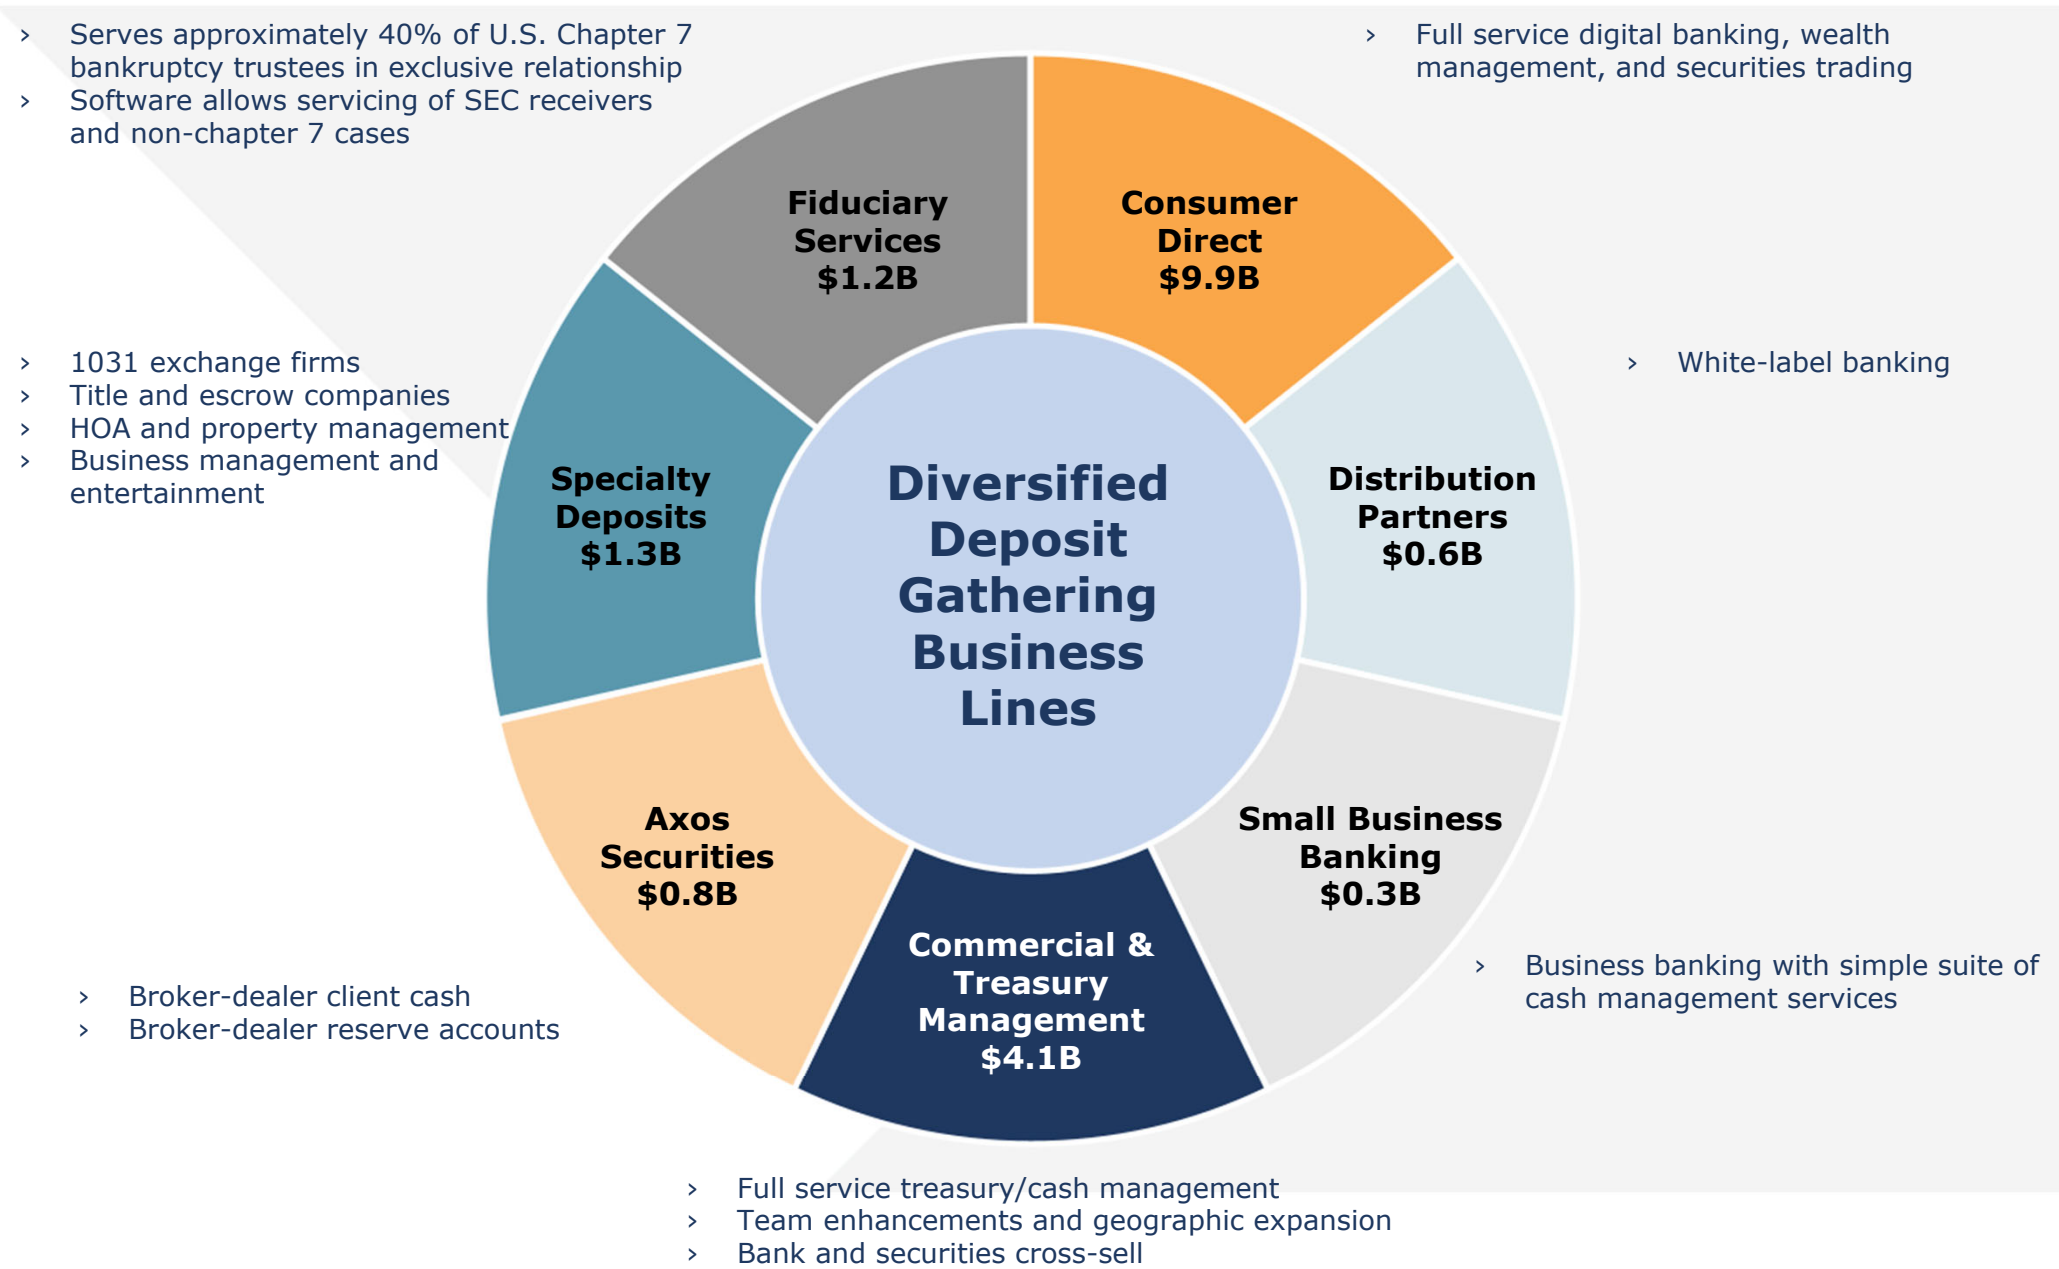 › Serves approximately 40% of U.S. Chapter 7
bankruptcy trustees in exclusive relationship
› Software allows servicing of SEC receivers
and non-chapter 7 cases
› Full service digital banking, wealth
management, and securities trading
Fiduciary
Services
$1.2B
Consumer
Direct
$9.9B
› 1031 exchange firms
› Title and escrow companies
› HOA and property management
› Business management and
entertainment
› White-label banking
Specialty
Deposits
$1.3B
Diversified
Deposit
Gathering
Business
Lines
Distribution
Partners
$0.6B
Axos
Securities
$0.8B
Small Business
Banking
$0.3B
Commercial &
Treasury
Management
$4.1B
› Broker-dealer client cash
› Broker-dealer reserve accounts
› Business banking with simple suite of
cash management services
› Full service treasury/cash management
› Team enhancements and geographic expansion
› Bank and securities cross-sell